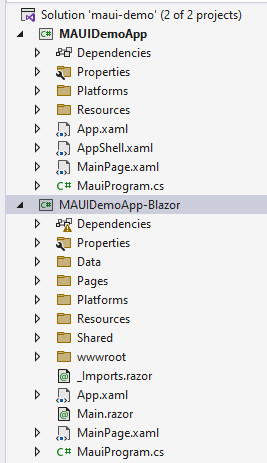 Solution 'maui-demo' (2 of 2 projects)
C# MAUIDemoApp
Dependencies
Properties
Platforms
Resources
App.xaml
AppShell.xaml
MainPage.xaml
C# MauiProgram.cs
C# MAUIDemoApp-Blazor
Dependencies
Properties
Data
Pages
Platforms
Resources
Shared
wwwroot
@ _Imports.razor
App.xaml
@ Main.razor
MainPage.xaml
C# MauiProgram.cs